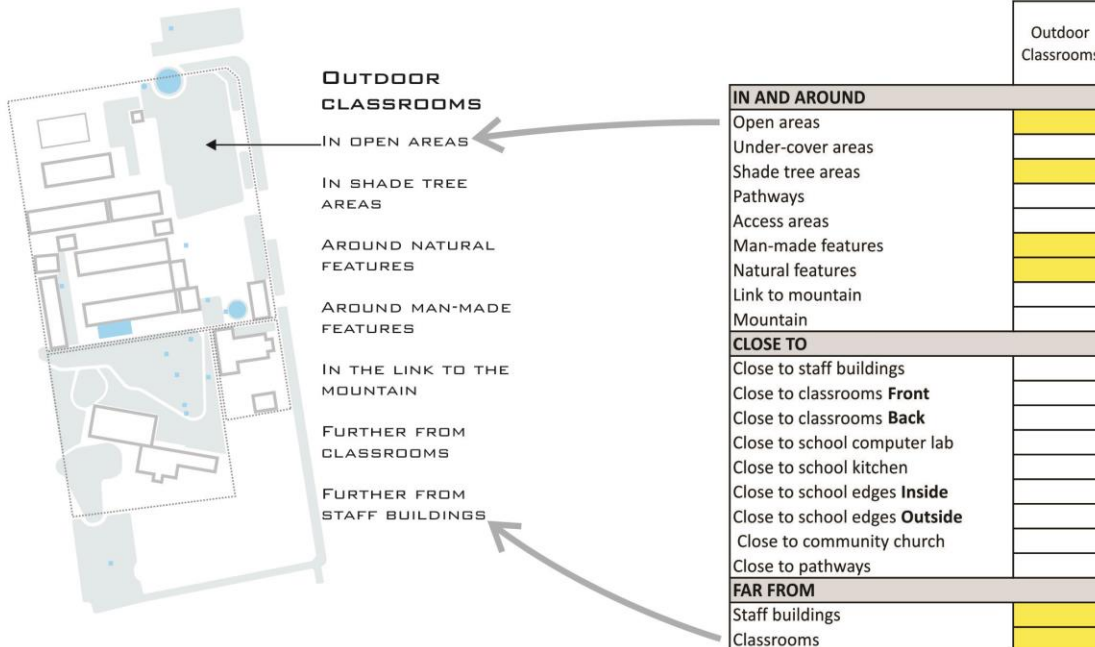 OUTDOOR
CLASSROOMS
IN OPEN AREAS
IN SHADE TREE
AREAS
AROUND NATURAL
FEATURES
AROUND MAN-MADE
FEATURES
IN THE LINK TO THE
MOUNTAIN
FURTHER FROM
CLASSROOMS
FURTHER FROM
STAFF BUILDINGS
Outdoor
Classrooms
IN AND AROUND
Open areas
Under-cover areas
Shade tree areas
Pathways
Access areas
Man-made features
Natural features
Link to mountain
Mountain
CLOSE TO
Close to staff buildings
Close to classrooms Front
Close to classrooms Back
Close to school computer lab
Close to school kitchen
Close to school edges Inside
Close to school edges Outside
Close to community church
Close to pathways
FAR FROM
Staff buildings
Classrooms